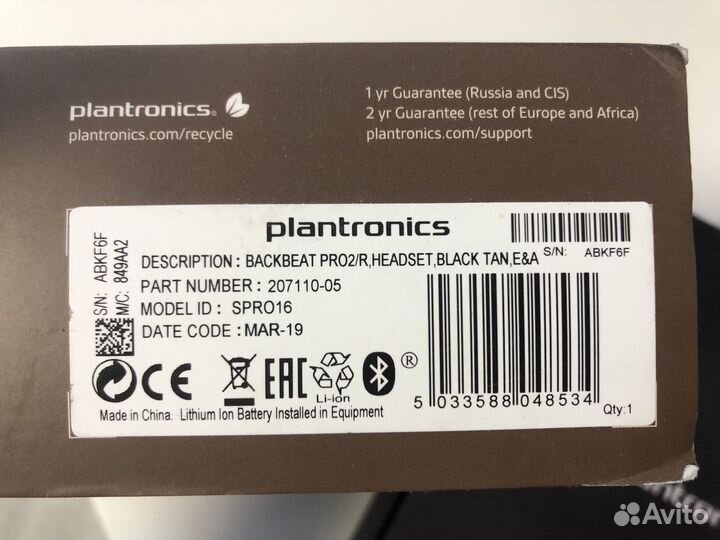 plantronics.
plantronics.com/recycle
1 yr Guarantee (Russia and CIS)
2 yr Guarantee (rest of Europe and Africa)
plantronics.com/support
plantronics
S/N: ABKF6F
M/C: 849AA2
DESCRIPTION : BACKBEAT PRO2/R,HEADSET,BLACK TAN,E&A
PART NUMBER : 207110-05
MODEL ID : SPRO16
DATE CODE : MAR-19
S/N: ABKF6F
CE
EAC
Li-ion
®
Made in China. Lithium Ion Battery Installed in Equipment
5 033588 048534
Qty:1
ntron
Avito